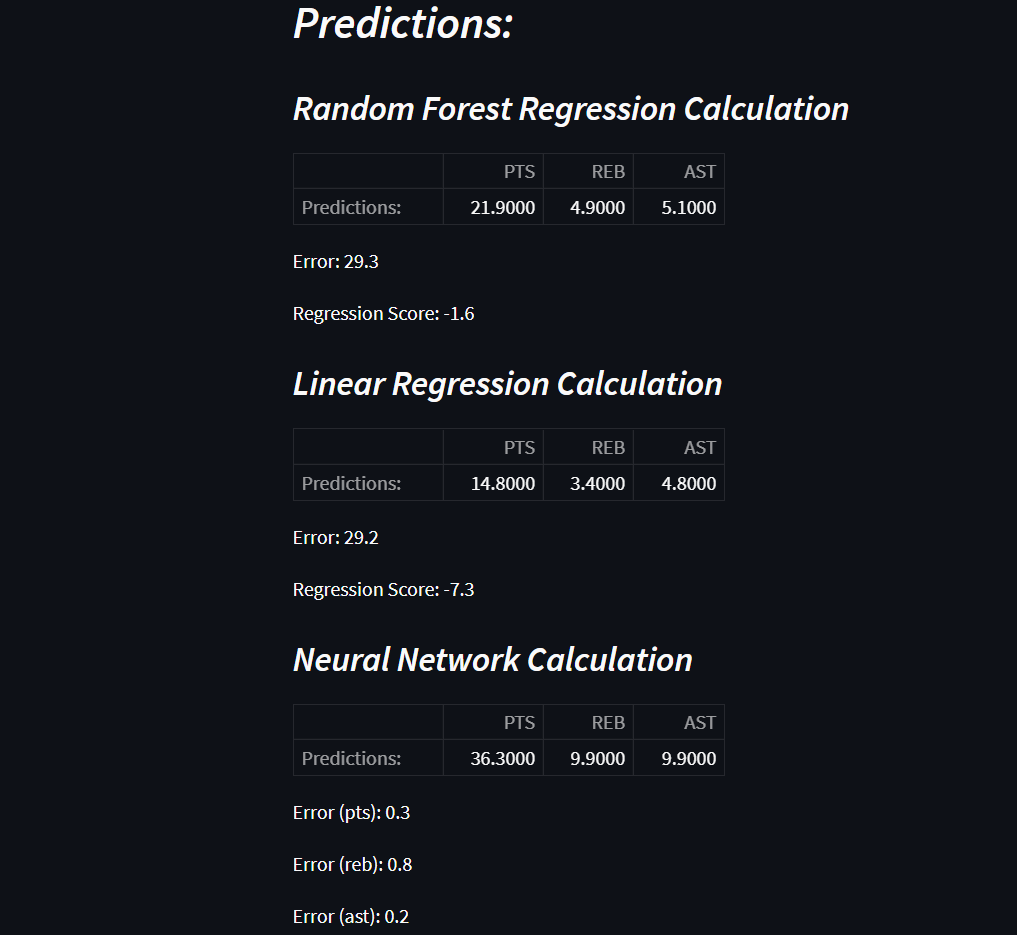 Predictions:
Random Forest Regression Calculation
PTS REB AST
Predictions: 21.9000 4.9000 5.1000
Error: 29.3
Regression Score: -1.6
Linear Regression Calculation
PTS REB AST
Predictions: 14.8000 3.4000 4.8000
Error: 29.2
Regression Score: -7.3
Neural Network Calculation
PTS REB AST
Predictions: 36.3000 9.9000 9.9000
Error (pts): 0.3
Error (reb): 0.8
Error (ast): 0.2